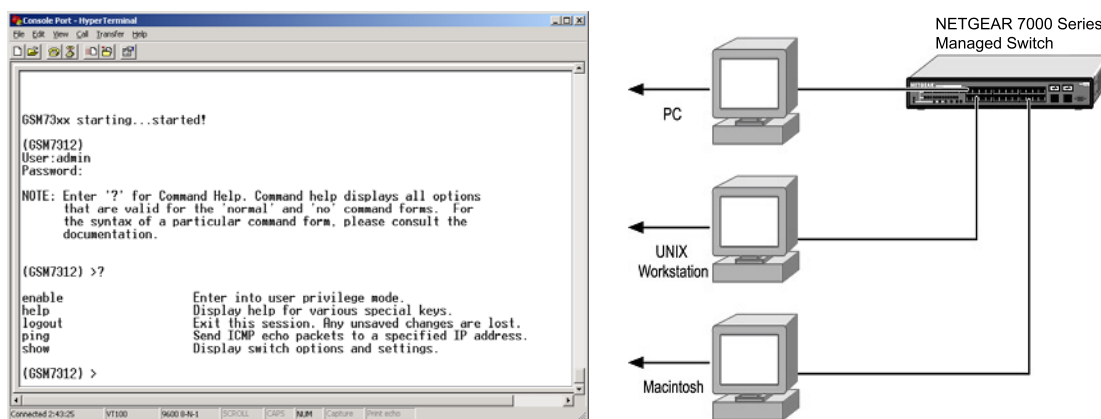 Console Port - HyperTerminal
File Edit View Call Transfer Help
GSM73xx starting...started!
(GSM7312)
User:admin
Password:
NOTE: Enter '?' for Command Help. Command help displays all options
that are valid for the 'normal' and 'no' command forms. For
the syntax of a particular command form, please consult the
documentation.
(GSM7312) >?
enable Enter into user privilege mode.
help Display help for various special keys.
logout Exit this session. Any unsaved changes are lost.
ping Send ICMP echo packets to a specified IP address.
show Display switch options and settings.
(GSM7312) >
Connected 2:43:25 VT100 9600 8-N-1 SCROLL CAPS NUM Capture Print echo
NETGEAR 7000 Series
Managed Switch
NETGEAR
PC
UNIX
Workstation
Macintosh